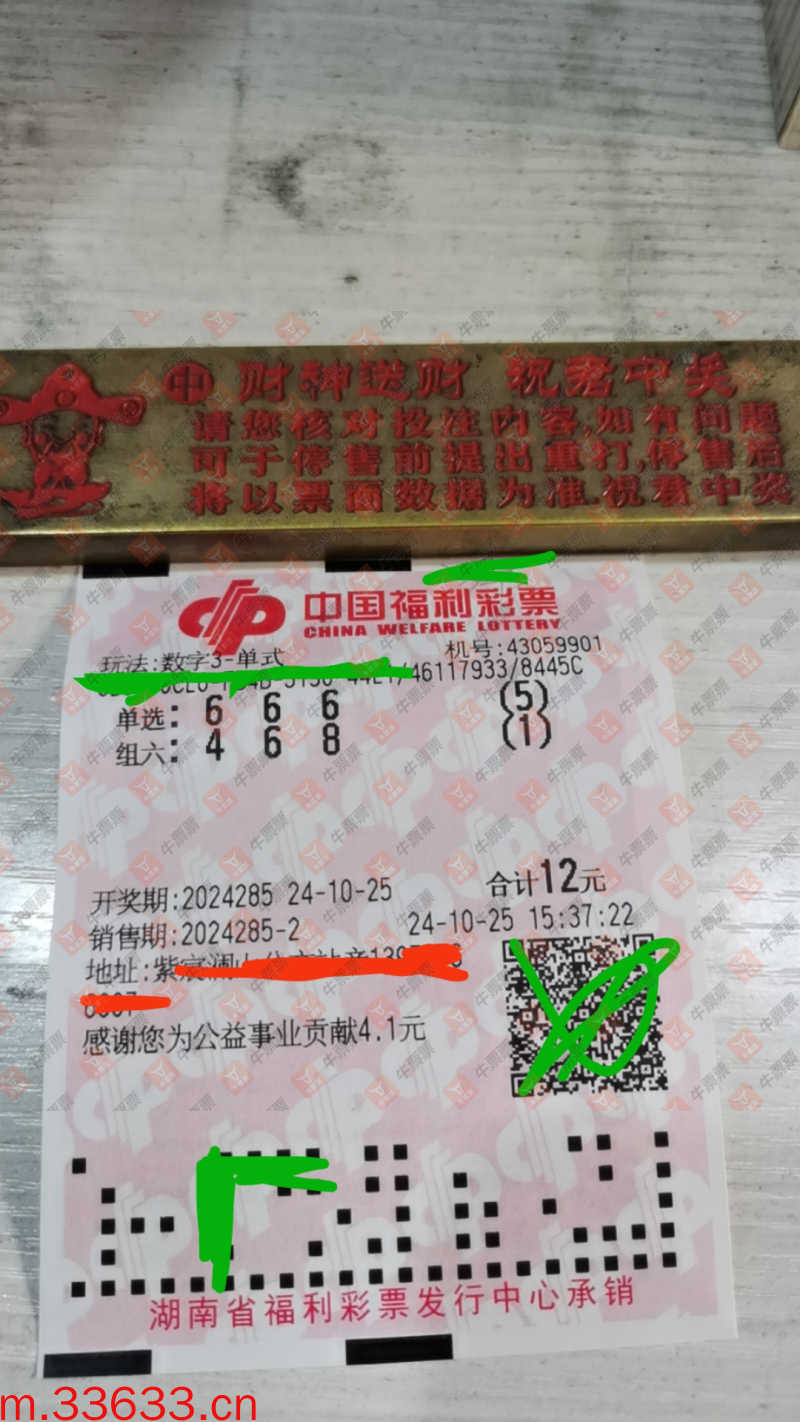 中 财神送财 祝君中奖
请您核对投注内容,如有问题
可于停售前提出重打,停售后
将以票面数据为准.祝君中奖
中国福利彩票
CHINA WELFARE LOTTERY
玩法:数字3-单式 机号:43059901
/46117933/8445C
单选: 6 6 6 (5)
组六: 4 6 8 (1)
合计12元
开奖期:2024285 24-10-25
销售期:2024285-2 24-10-25 15:37:22
地址:紫宸澜
感谢您为公益事业贡献4.1元
湖南省福利彩票发行中心承销
牛票票
m.33633.cn